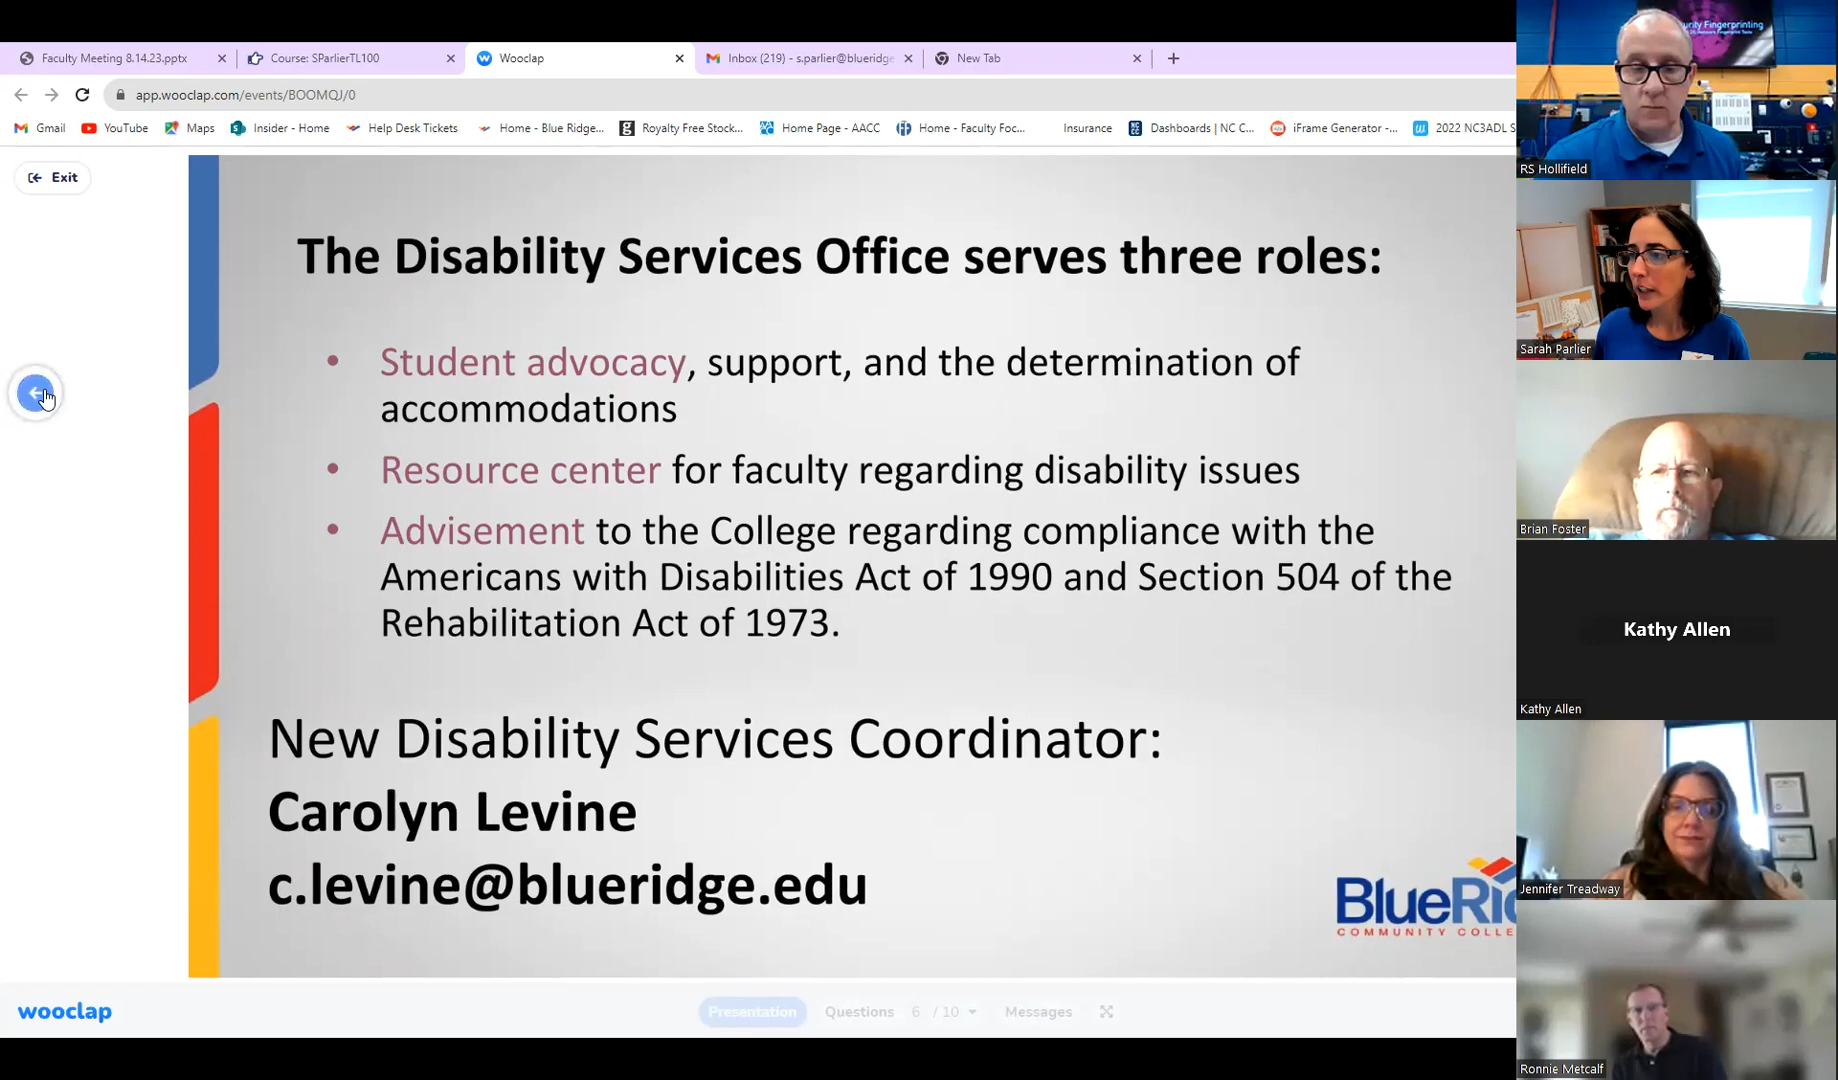 Faculty Meeting 8.14.23.pptx
Course: SParlierTL100
Wooclap
Inbox (219) - s.parlier@blueridge
New Tab
app.wooclap.com/events/BOOMQJ/0
Gmail
YouTube
Maps
Insider - Home
Help Desk Tickets
Home - Blue Ridge...
Royalty Free Stock...
Home Page - AACC
Home - Faculty Foc...
Insurance
Dashboards | NC C...
iFrame Generator -...
2022 NC3ADL S
Exit
The Disability Services Office serves three roles:
• Student advocacy, support, and the determination of
accommodations
• Resource center for faculty regarding disability issues
• Advisement to the College regarding compliance with the
Americans with Disabilities Act of 1990 and Section 504 of the
Rehabilitation Act of 1973.
New Disability Services Coordinator:
Carolyn Levine
c.levine@blueridge.edu
BlueRid
COMMUNITY COLLEG
wooclap
Presentation
Questions 6 / 10
Messages
urity Fingerprinting
RS Hollifield
Sarah Parlier
Brian Foster
Kathy Allen
Kathy Allen
Jennifer Treadway
Ronnie Metcalf